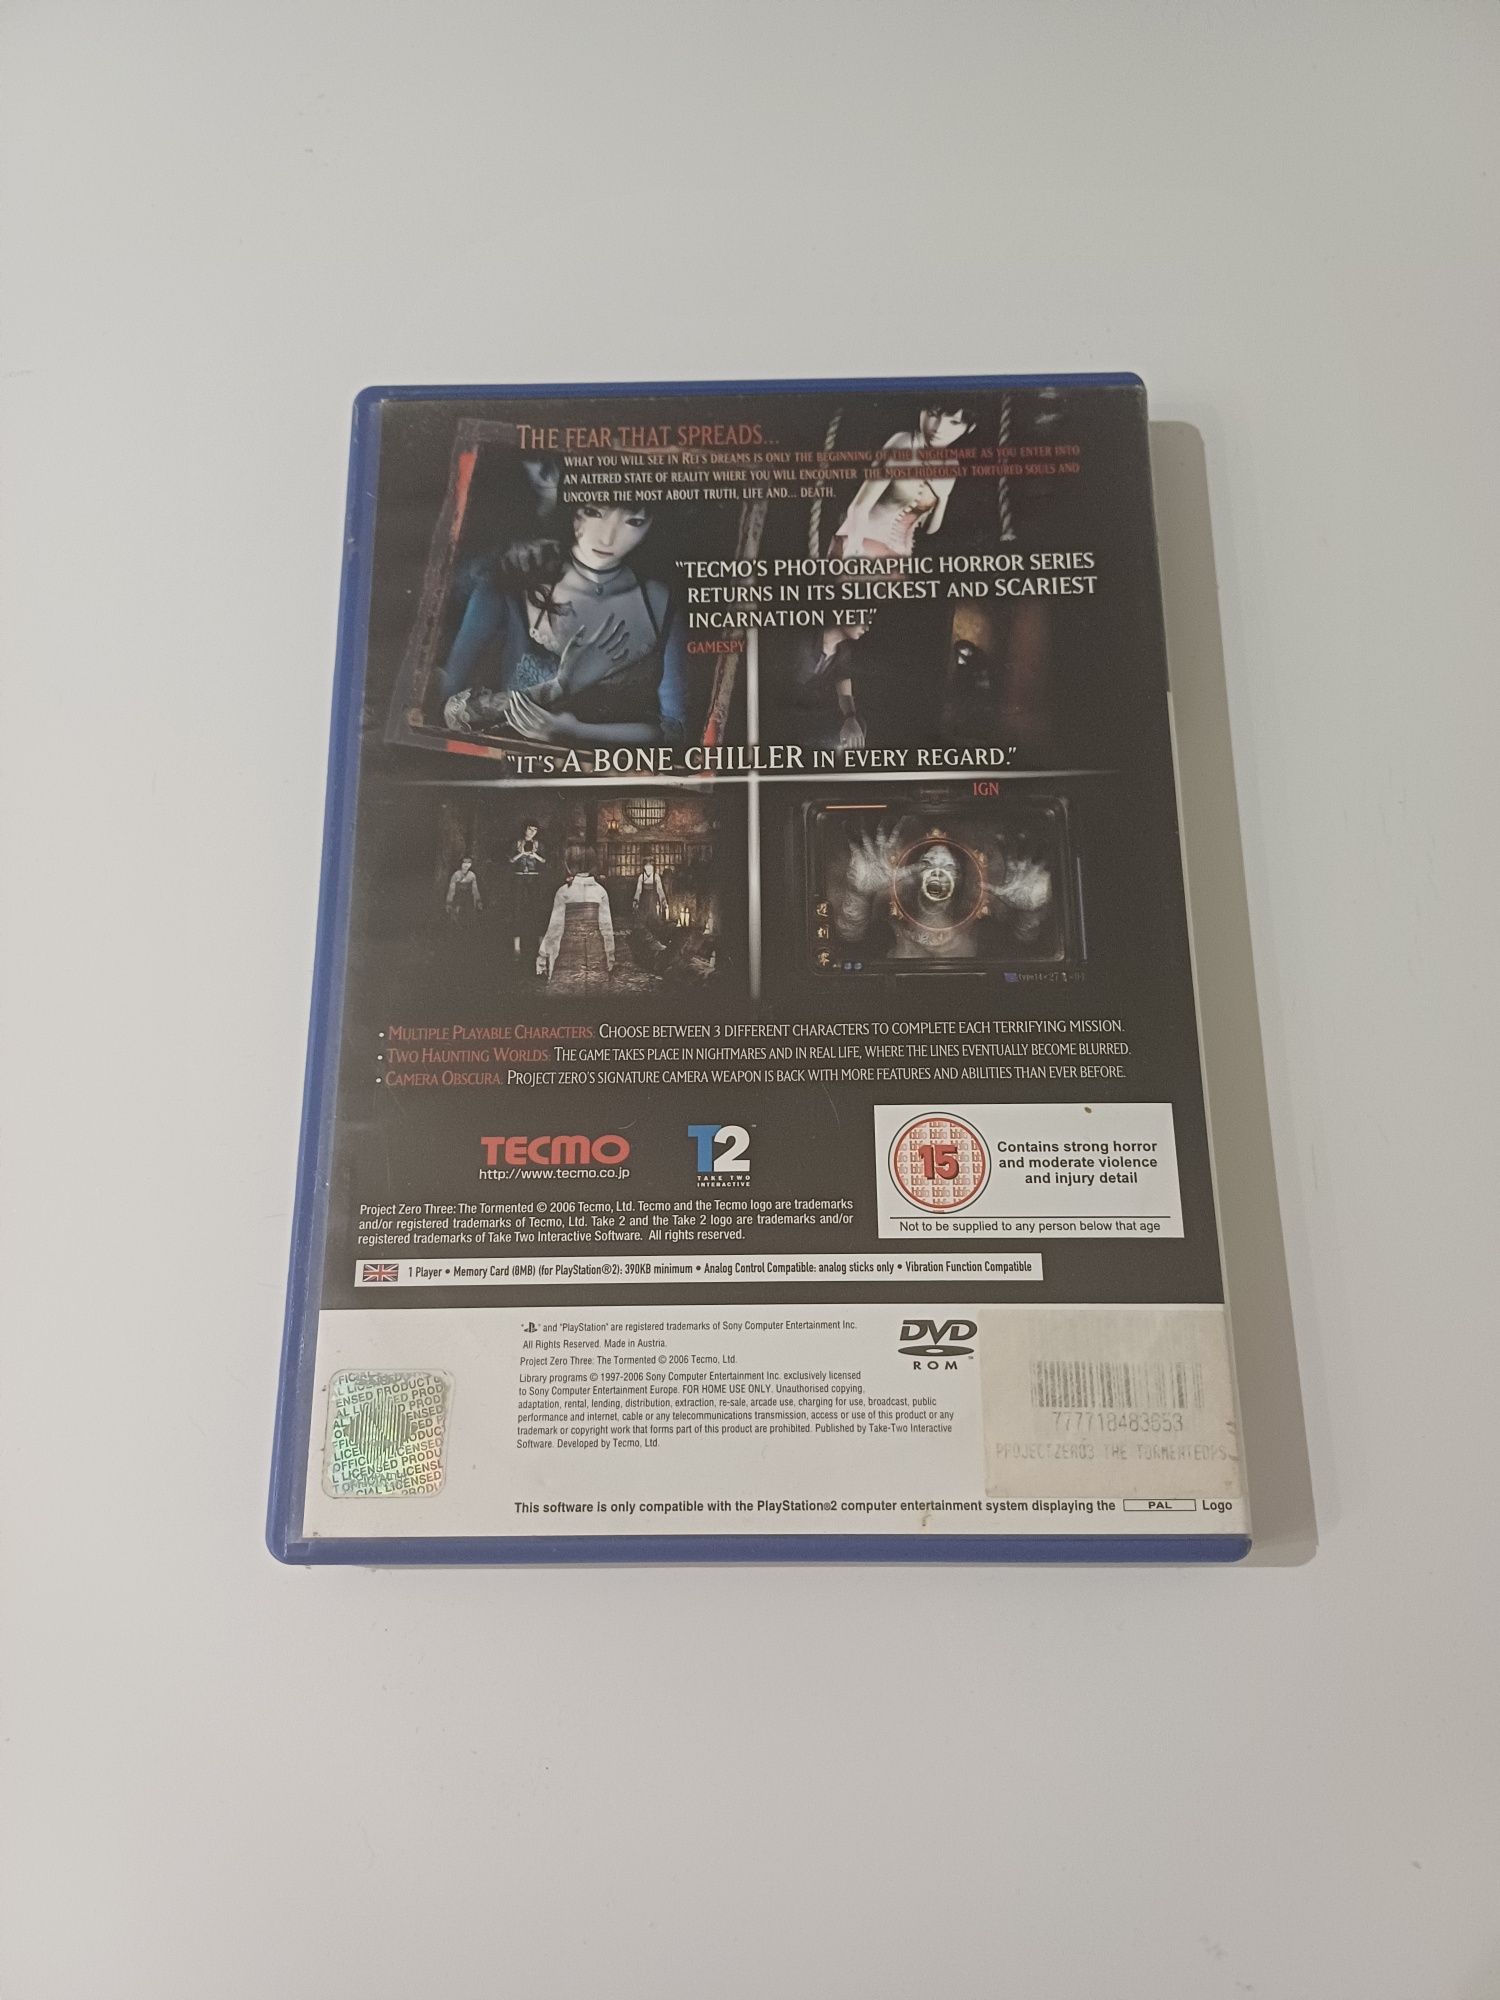 THE FEAR THAT SPREADS...
WHAT YOU WILL SEE IN REI'S DREAMS IS ONLY THE BEGINNING OF THE NIGHTMARE AS YOU ENTER INTO
AN ALTERED STATE OF REALITY WHERE YOU WILL ENCOUNTER THE MOST HIDEOUSLY TORTURED SOULS AND
UNCOVER THE MOST ABOUT TRUTH, LIFE AND... DEATH.
"TECMO'S PHOTOGRAPHIC HORROR SERIES
RETURNS IN ITS SLICKEST AND SCARIEST
INCARNATION YET."
GAMESPY
"IT'S A BONE CHILLER IN EVERY REGARD."
IGN
零
• MULTIPLE PLAYABLE CHARACTERS: CHOOSE BETWEEN 3 DIFFERENT CHARACTERS TO COMPLETE EACH TERRIFYING MISSION.
• TWO HAUNTING WORLDS: THE GAME TAKES PLACE IN NIGHTMARES AND IN REAL LIFE, WHERE THE LINES EVENTUALLY BECOME BLURRED.
• CAMERA OBSCURA: PROJECT ZERO'S SIGNATURE CAMERA WEAPON IS BACK WITH MORE FEATURES AND ABILITIES THAN EVER BEFORE.
TECMO
http://www.tecmo.co.jp
T2
TAKE TWO
INTERACTIVE
15
Contains strong horror
and moderate violence
and injury detail
Not to be supplied to any person below that age
Project Zero Three: The Tormented © 2006 Tecmo, Ltd. Tecmo and the Tecmo logo are trademarks
and/or registered trademarks of Tecmo, Ltd. Take 2 and the Take 2 logo are trademarks and/or
registered trademarks of Take Two Interactive Software. All rights reserved.
1 Player • Memory Card (8MB) (for PlayStation®2): 390KB minimum • Analog Control Compatible: analog sticks only • Vibration Function Compatible
" " and "PlayStation" are registered trademarks of Sony Computer Entertainment Inc.
All Rights Reserved. Made in Austria.
Project Zero Three: The Tormented © 2006 Tecmo, Ltd.
Library programs © 1997-2006 Sony Computer Entertainment Inc. exclusively licensed
to Sony Computer Entertainment Europe. FOR HOME USE ONLY. Unauthorised copying,
adaptation, rental, lending, distribution, extraction, re-sale, arcade use, charging for use, broadcast, public
performance and internet, cable or any telecommunications transmission, access or use of this product or any
trademark or copyright work that forms part of this product are prohibited. Published by Take-Two Interactive
Software. Developed by Tecmo, Ltd.
DVD
ROM
777718483653
PROJECTZERO3 THE TORMENTEDPS
OFFICIAL LICENSED PRODUCT
This software is only compatible with the PlayStation®2 computer entertainment system displaying the PAL Logo